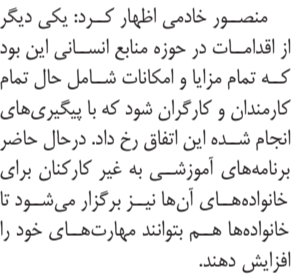 منصور خادمی اظهار کرد: یکی دیگر
از اقدامات در حوزه منابع انسانی این بود
که تمام مزایا و امکانات شامل حال تمام
کارمندان و کارگران شود که با پیگیری‌های
انجام شده این اتفاق رخ داد. درحال حاضر
برنامه‌های آموزشی به غیر کارکنان برای
خانواده‌های آن‌ها نیز برگزار می‌شود تا
خانواده‌ها هم بتوانند مهارت‌های خود را
افزایش دهند.